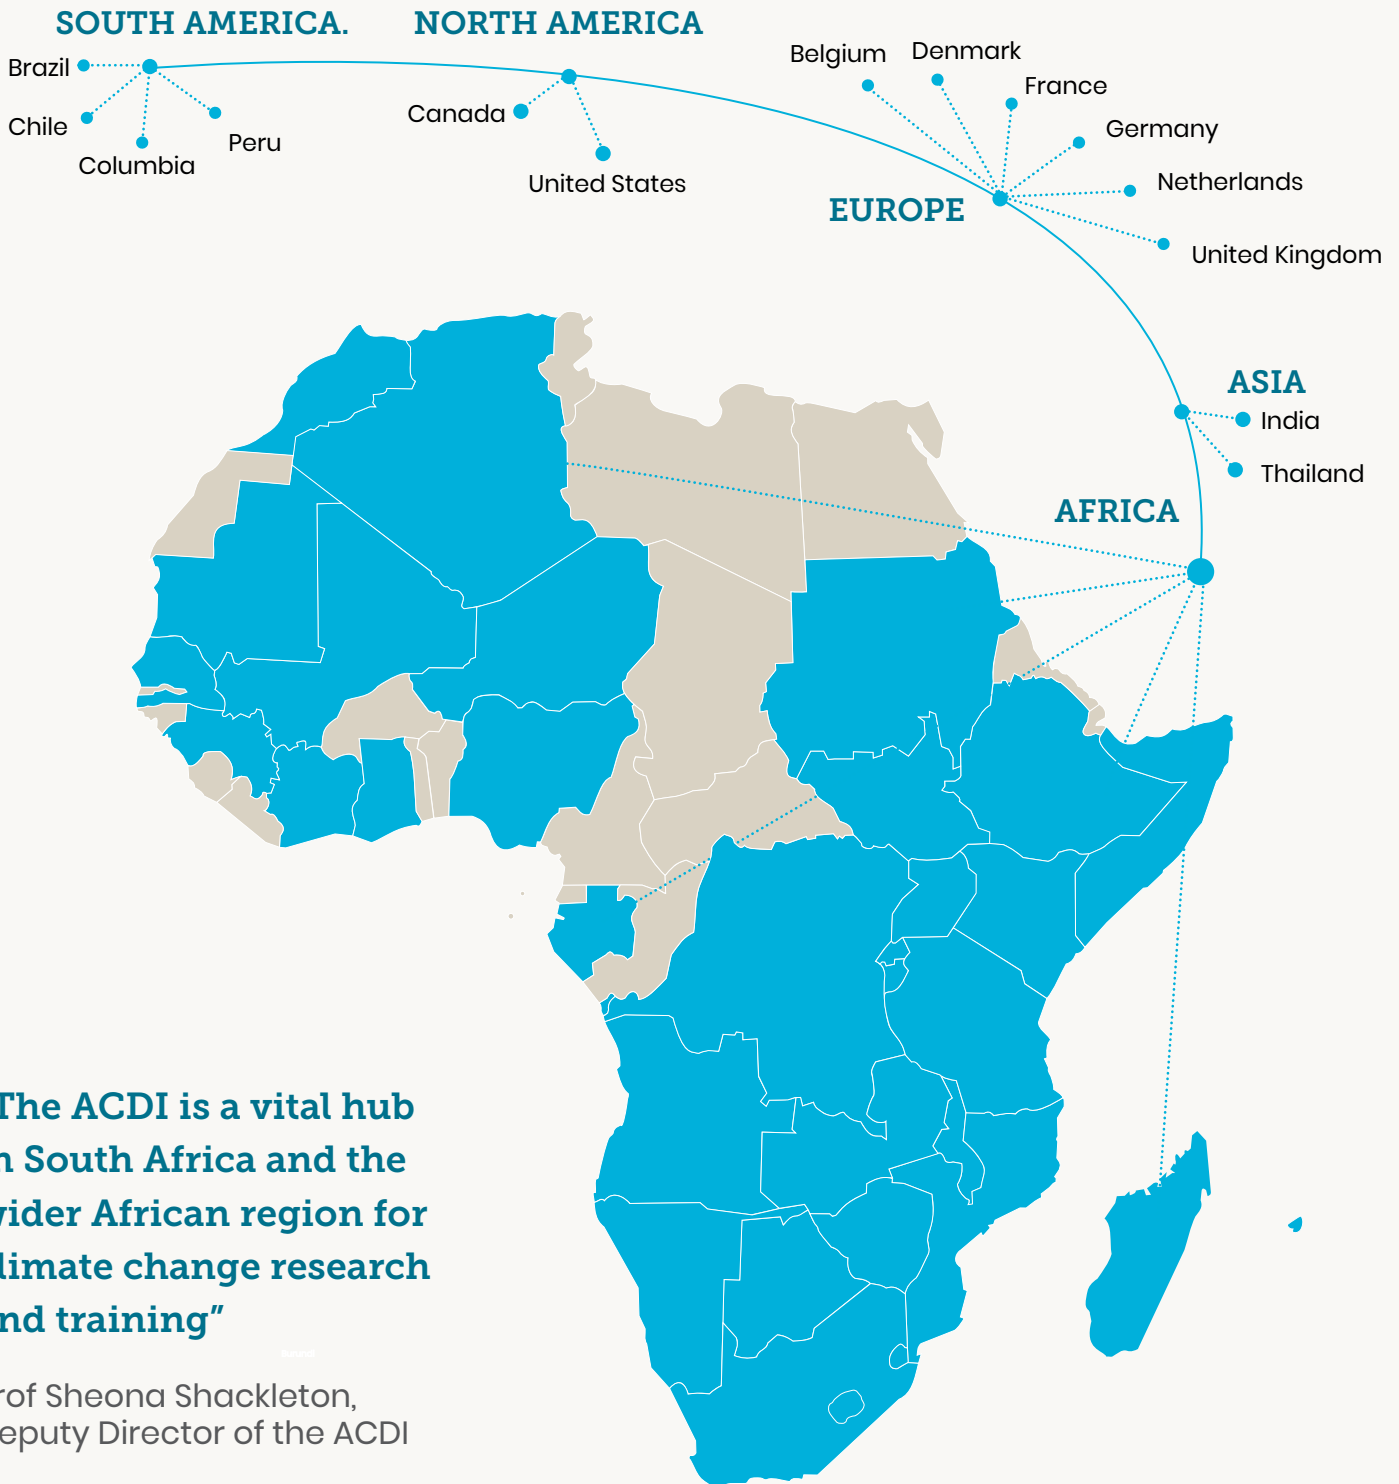 SOUTH AMERICA.
Brazil
Chile
Columbia
Peru
NORTH AMERICA
Canada
United States
Belgium
Denmark
France
Germany
Netherlands
United Kingdom
EUROPE
ASIA
India
Thailand
AFRICA
The ACDI is a vital hub
n South Africa and the
wider African region for
limate change research
nd training”
rof Sheona Shackleton,
eputy Director of the ACDI